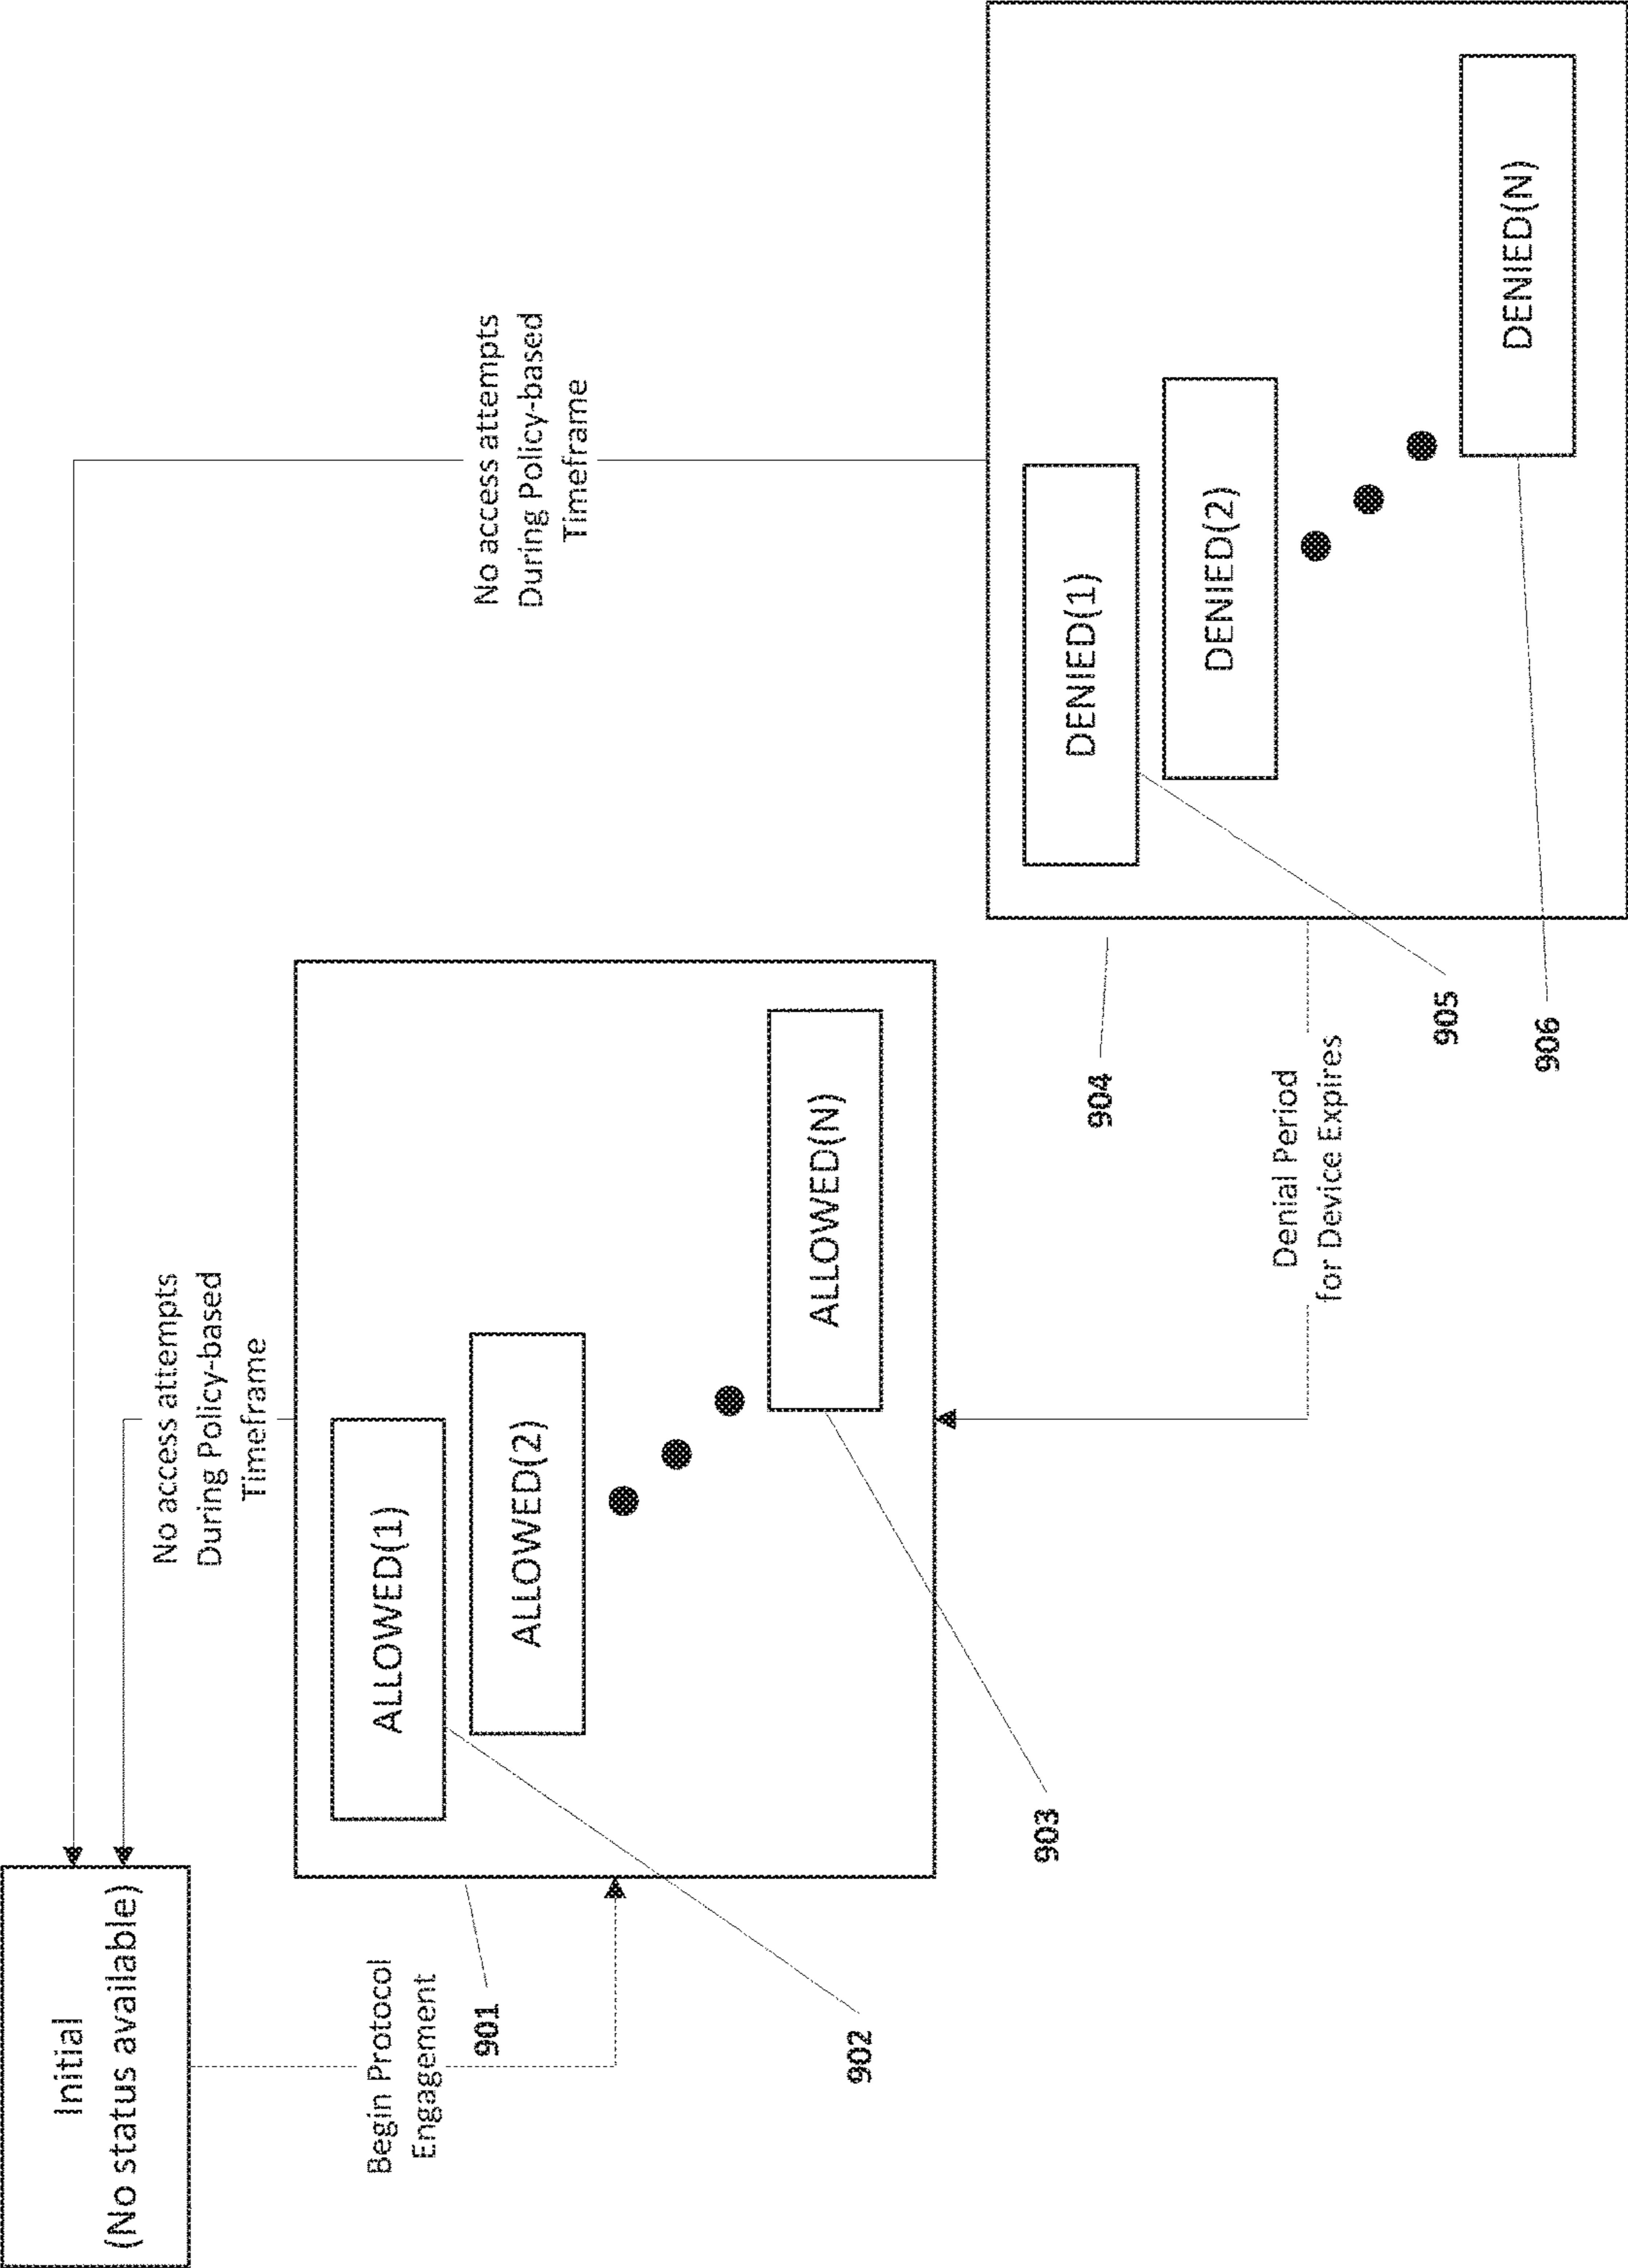 Initial
(No status available)
No access attempts
During Policy-based
Timeframe
No access attempts
During Policy-based
Timeframe
Begin Protocol
Engagement
901
ALLOWED(1)
ALLOWED(2)
ALLOWED(N)
902
903
904
DENIED(1)
DENIED(2)
DENIED(N)
Denial Period
for Device Expires
905
906